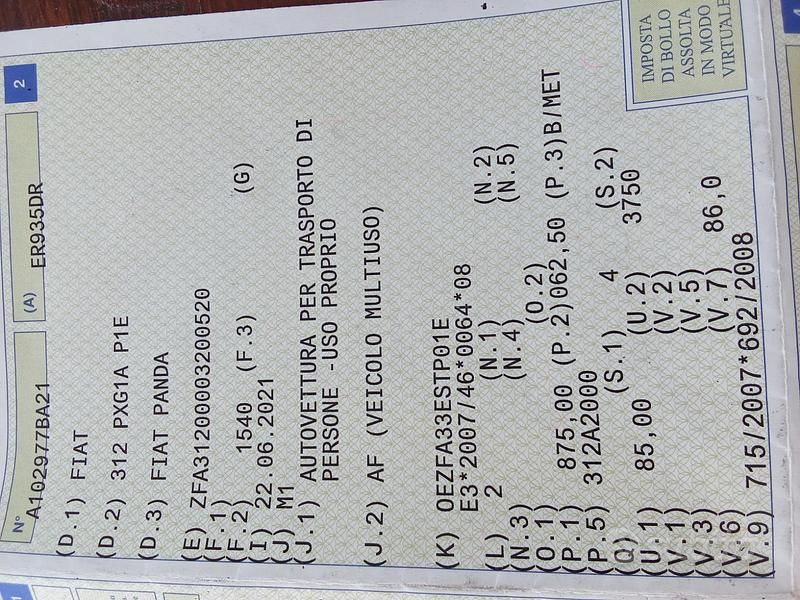 2
N° A102977BA21 (A) ER935DR
(D.1) FIAT
(D.2) 312 PXG1A P1E
(D.3) FIAT PANDA
(E) ZFA31200003200520
(F.1)
(F.2) 1540 (F.3) (G)
(I) 22.06.2021
(J) M1
(J.1) AUTOVETTURA PER TRASPORTO DI
PERSONE -USO PROPRIO
(J.2) AF (VEICOLO MULTIUSO)
(K) OEZFA33ESTP01E
E3*2007/46*0064*08
(L) 2 (N.1) (N.2)
(N.3) (N.4) (N.5)
(O.1) (O.2)
(P.1) 875,00 (P.2)062,50 (P.3)B/MET
(P.5) 312A2000
(Q) (S.1) 4 (S.2)
(U.1) 85,00 (U.2) 3750
(V.1) (V.2)
(V.3) (V.5)
(V.6) (V.7) 86,0
(V.9) 715/2007*692/2008
IMPOSTA
DI BOLLO
ASSOLTA
IN MODO
VIRTUALE